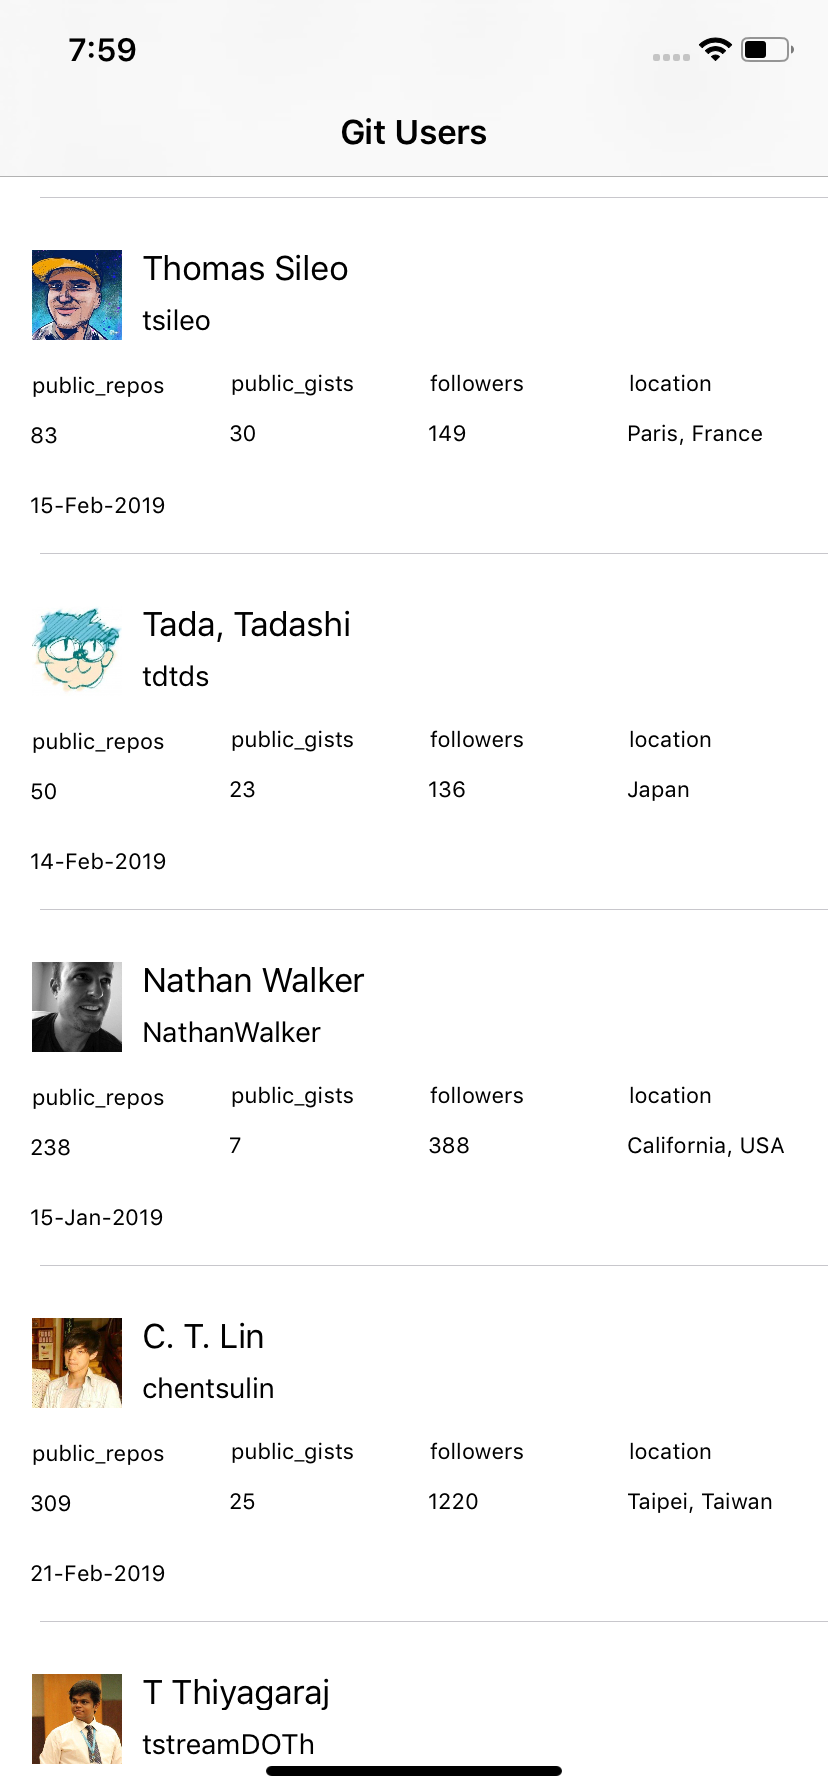 7:59
Git Users
Thomas Sileo
tsileo
public_repos public_gists followers location
83 30 149 Paris, France
15-Feb-2019
Tada, Tadashi
tdtds
public_repos public_gists followers location
50 23 136 Japan
14-Feb-2019
Nathan Walker
NathanWalker
public_repos public_gists followers location
238 7 388 California, USA
15-Jan-2019
C. T. Lin
chentsulin
public_repos public_gists followers location
309 25 1220 Taipei, Taiwan
21-Feb-2019
T Thiyagaraj
tstreamDOTh